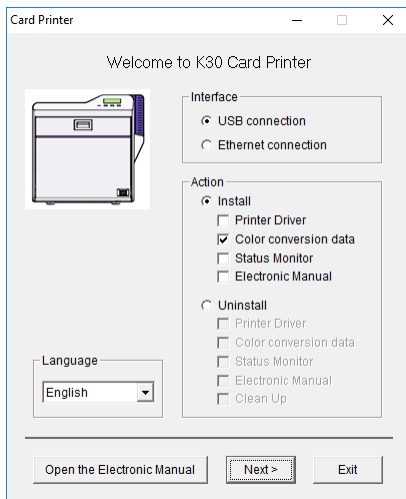 Card Printer
Welcome to K30 Card Printer
Interface
USB connection
Ethernet connection
Action
Install
Printer Driver
Color conversion data
Status Monitor
Electronic Manual
Uninstall
Printer Driver
Color conversion data
Status Monitor
Electronic Manual
Clean Up
Language
English
Open the Electronic Manual
Next >
Exit